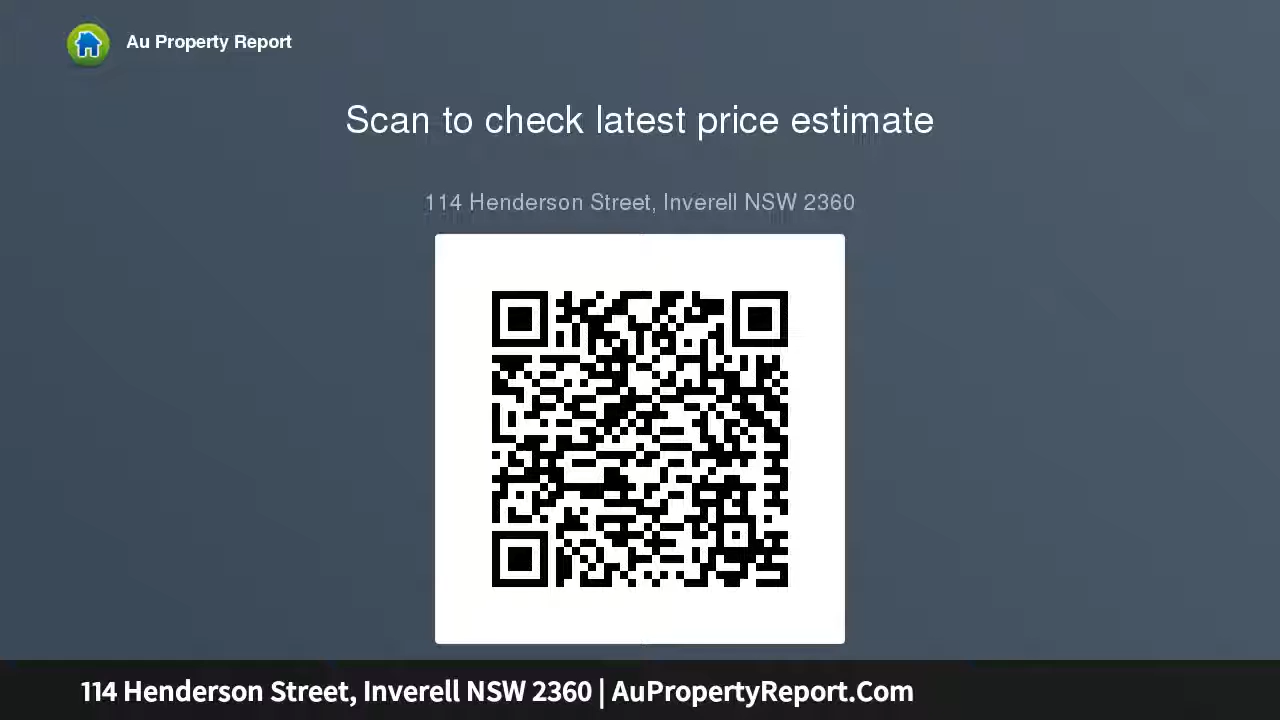 Au Property Report
Scan to check latest price estimate
114 Henderson Street, Inverell NSW 2360
114 Henderson Street, Inverell NSW 2360 | AuPropertyReport.Com